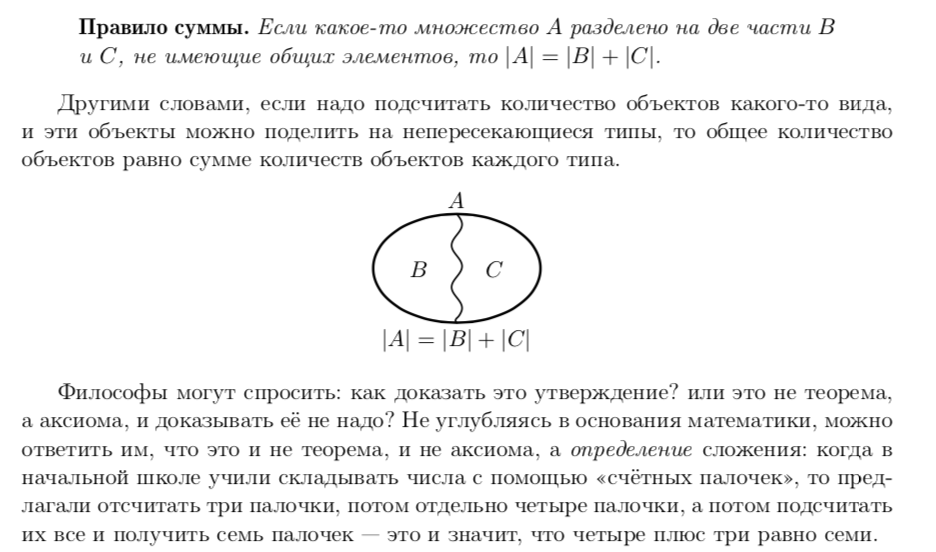 Правило суммы. Если какое-то множество A разделено на две части B
и C, не имеющие общих элементов, то |A| = |B| + |C|.
Другими словами, если надо подсчитать количество объектов какого-то вида,
и эти объекты можно поделить на непересекающиеся типы, то общее количество
объектов равно сумме количеств объектов каждого типа.
A
B C
|A| = |B| + |C|
Философы могут спросить: как доказать это утверждение? или это не теорема,
а аксиома, и доказывать её не надо? Не углубляясь в основания математики, можно
ответить им, что это и не теорема, и не аксиома, а определение сложения: когда в
начальной школе учили складывать числа с помощью «счётных палочек», то пред-
лагали отсчитать три палочки, потом отдельно четыре палочки, а потом подсчитать
их все и получить семь палочек — это и значит, что четыре плюс три равно семи.